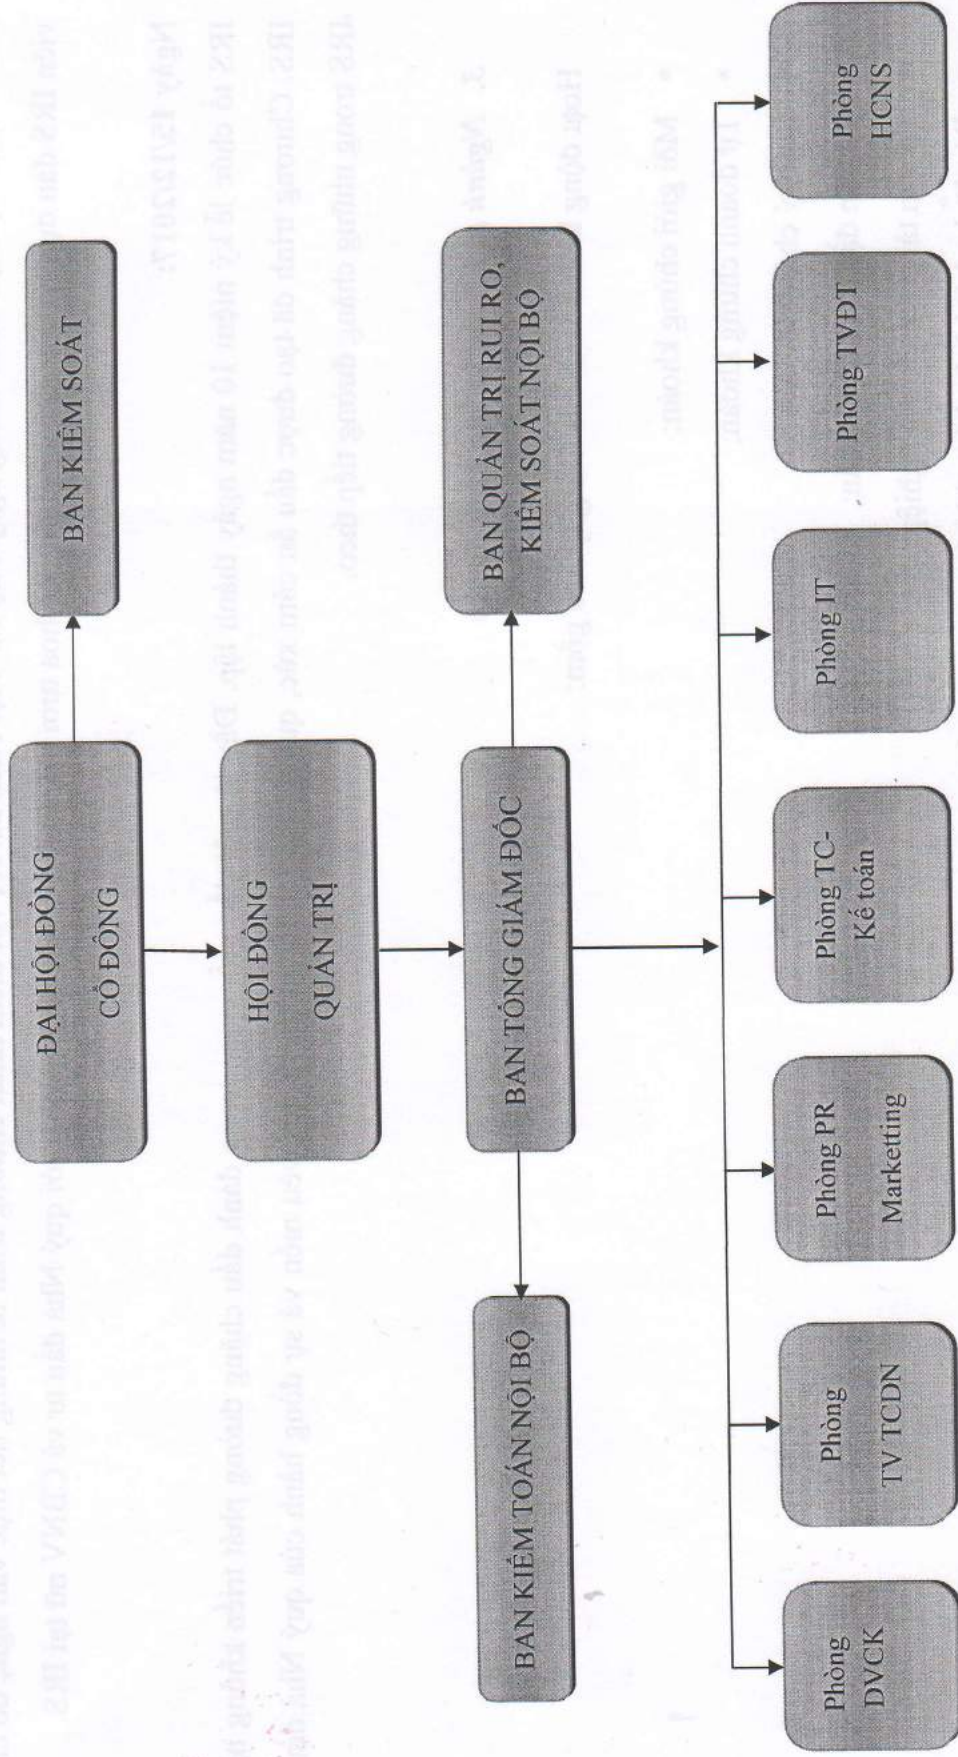 ĐẠI HỘI ĐỒNG
CỔ ĐÔNG
BAN KIỂM SOÁT
HỘI ĐỒNG
QUẢN TRỊ
BAN TỔNG GIÁM ĐỐC
BAN KIỂM TOÁN NỘI BỘ
BAN QUẢN TRỊ RUI RO,
KIỂM SOÁT NỘI BỘ
Phòng
DVCK
Phòng
TV TCDN
Phòng PR
Marketting
Phòng TC-
Kế toán
Phòng IT
Phòng TVĐT
Phòng
HCNS